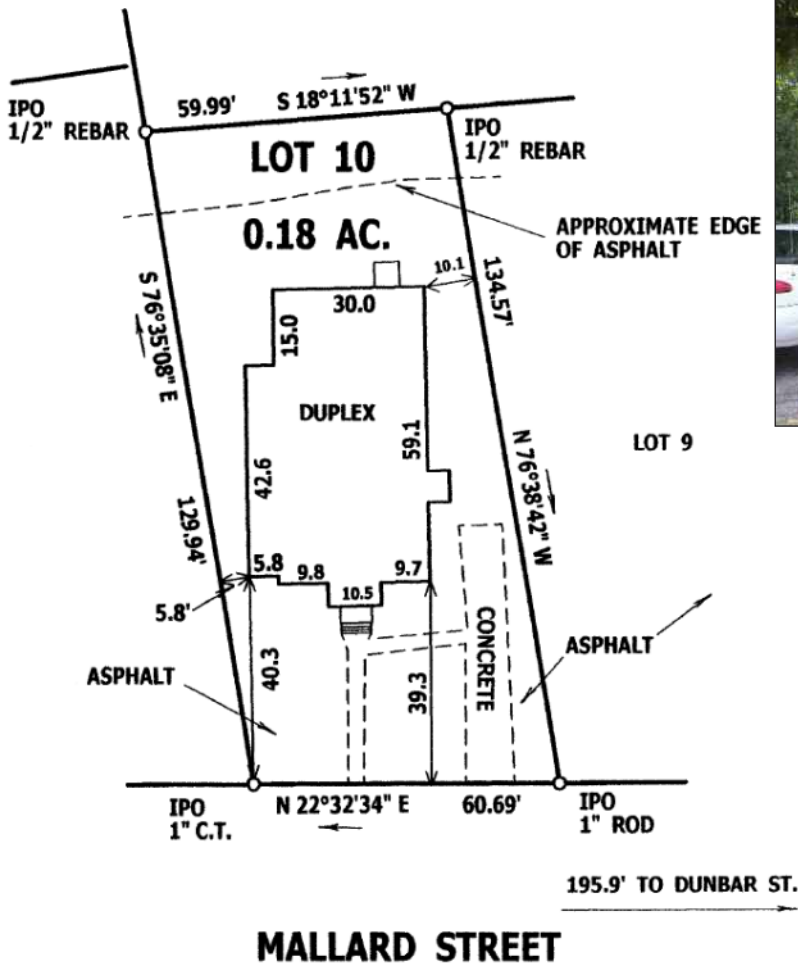 IPO
1/2" REBAR
59.99'
S 18°11'52" W
IPO
1/2" REBAR
LOT 10
0.18 AC.
APPROXIMATE EDGE
OF ASPHALT
10.1
134.57'
30.0
15.0
S 76°35'08" E
DUPLEX
59.1
LOT 9
42.6
N 76°38'42" W
129.94'
5.8
9.8
10.5
9.7
5.8'
CONCRETE
ASPHALT
ASPHALT
40.3
39.3
IPO
1" C.T.
N 22°32'34" E
60.69'
IPO
1" ROD
195.9' TO DUNBAR ST.
MALLARD STREET